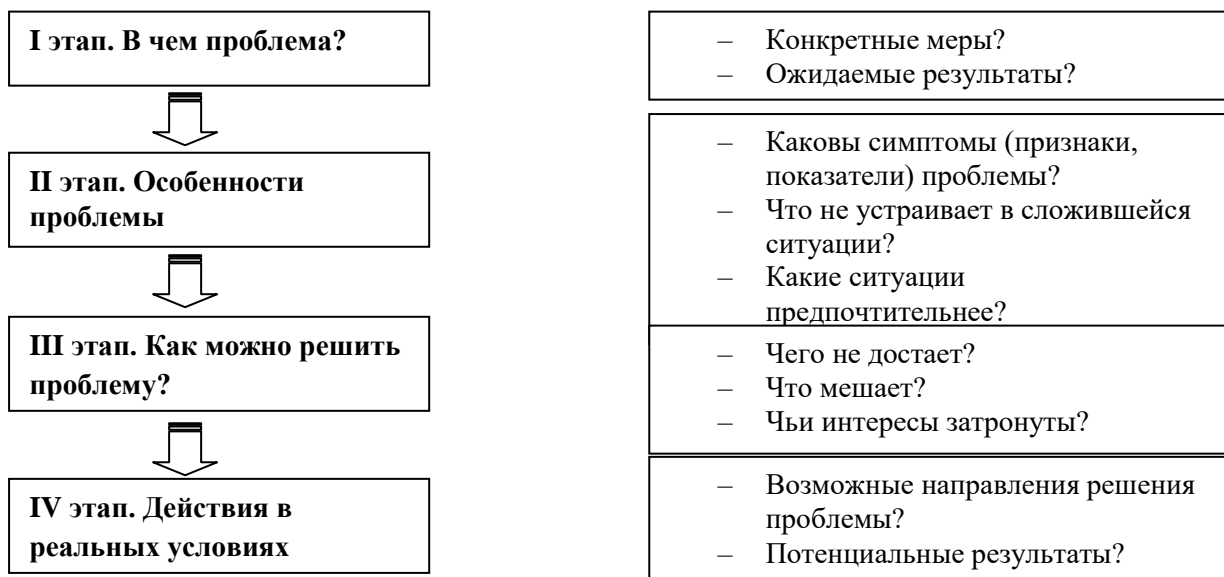 I этап. В чем проблема?
II этап. Особенности
проблемы
III этап. Как можно решить
проблему?
IV этап. Действия в
реальных условиях
– Конкретные меры?
– Ожидаемые результаты?
– Каковы симптомы (признаки,
показатели) проблемы?
– Что не устраивает в сложившейся
ситуации?
– Какие ситуации
предпочтительнее?
– Чего не достает?
– Что мешает?
– Чьи интересы затронуты?
– Возможные направления решения
проблемы?
– Потенциальные результаты?